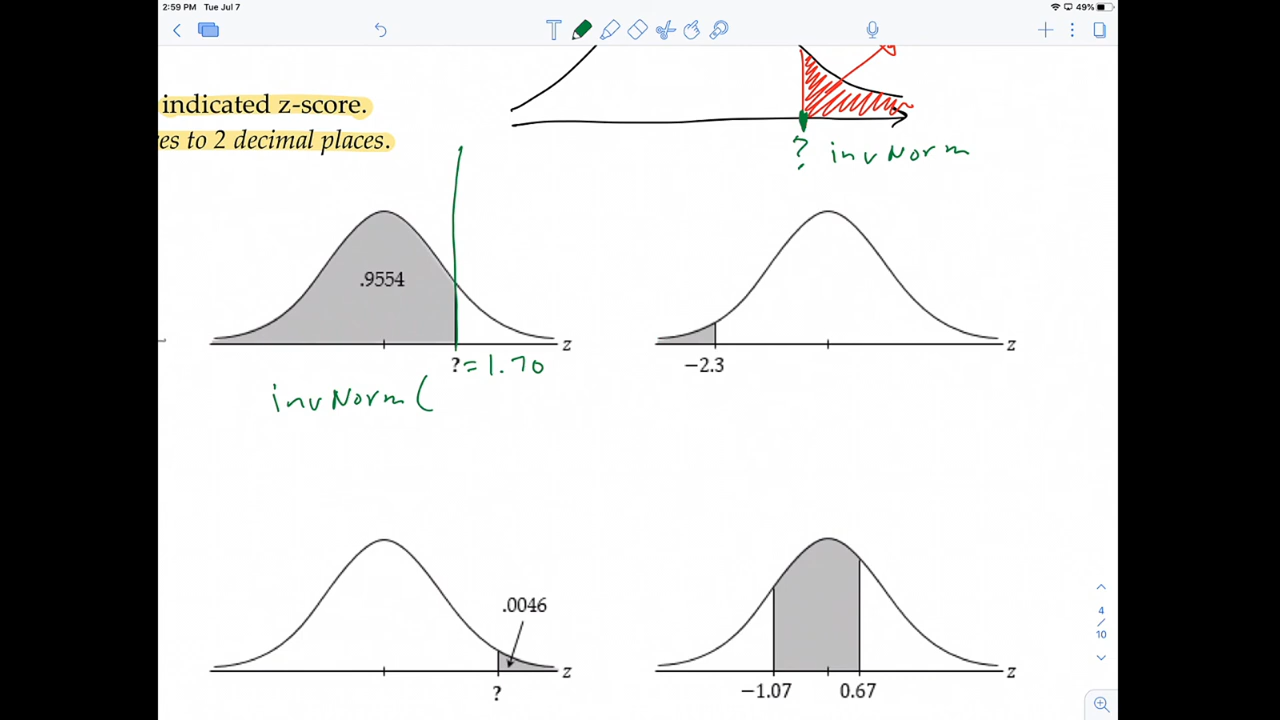 2:59 PM Tue Jul 7
49%
T
indicated z-score.
es to 2 decimal places.
? invNorm
.9554
z
? = 1.70
invNorm (
z
−2.3
.0046
z
?
z
−1.07 0.67
4
/
10